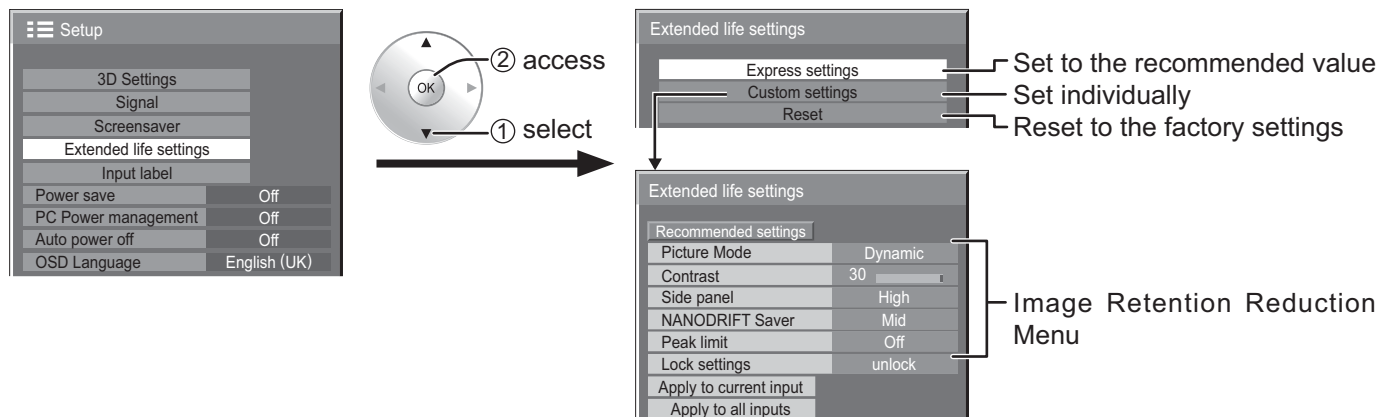 Setup
3D Settings
Signal
Screensaver
Extended life settings
Input label
Power save Off
PC Power management Off
Auto power off Off
OSD Language English (UK)
OK
② access
① select
Extended life settings
Express settings
Custom settings
Reset
Set to the recommended value
Set individually
Reset to the factory settings
Extended life settings
Recommended settings
Picture Mode Dynamic
Contrast 30
Side panel High
NANODRIFT Saver Mid
Peak limit Off
Lock settings unlock
Apply to current input
Apply to all inputs
Image Retention Reduction
Menu